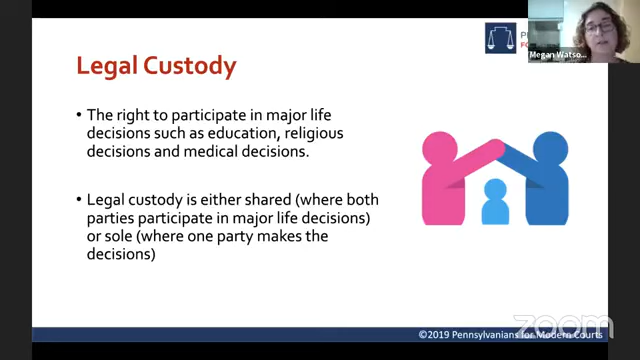 Legal Custody
• The right to participate in major life
decisions such as education, religious
decisions and medical decisions.
• Legal custody is either shared (where both
parties participate in major life decisions)
or sole (where one party makes the
decisions)
P
FO
Megan Watso...
©2019 Pennsylvanians for Modern Courts
zoom